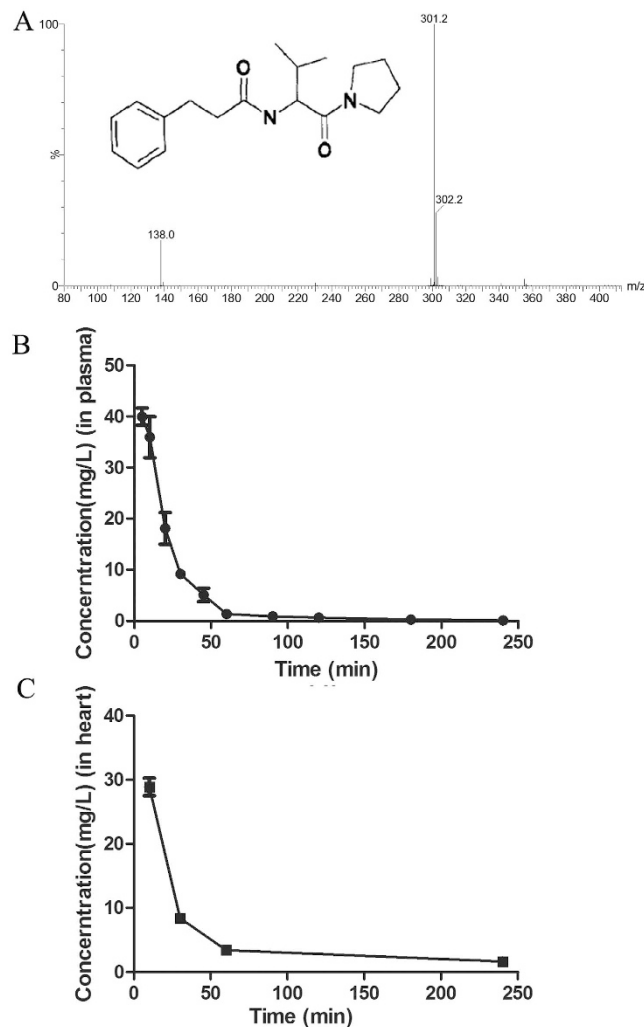 A
100
301.2
O
N
N
O
%
302.2
138.0
0
80 100 120 140 160 180 200 220 240 260 280 300 320 340 360 380 400
m/z
B
Concerntration(mg/L) (in plasma)
50
40
30
20
10
0
0 50 100 150 200 250
Time (min)
C
Concerntration(mg/L) (in heart)
40
30
20
10
0
0 50 100 150 200 250
Time (min)